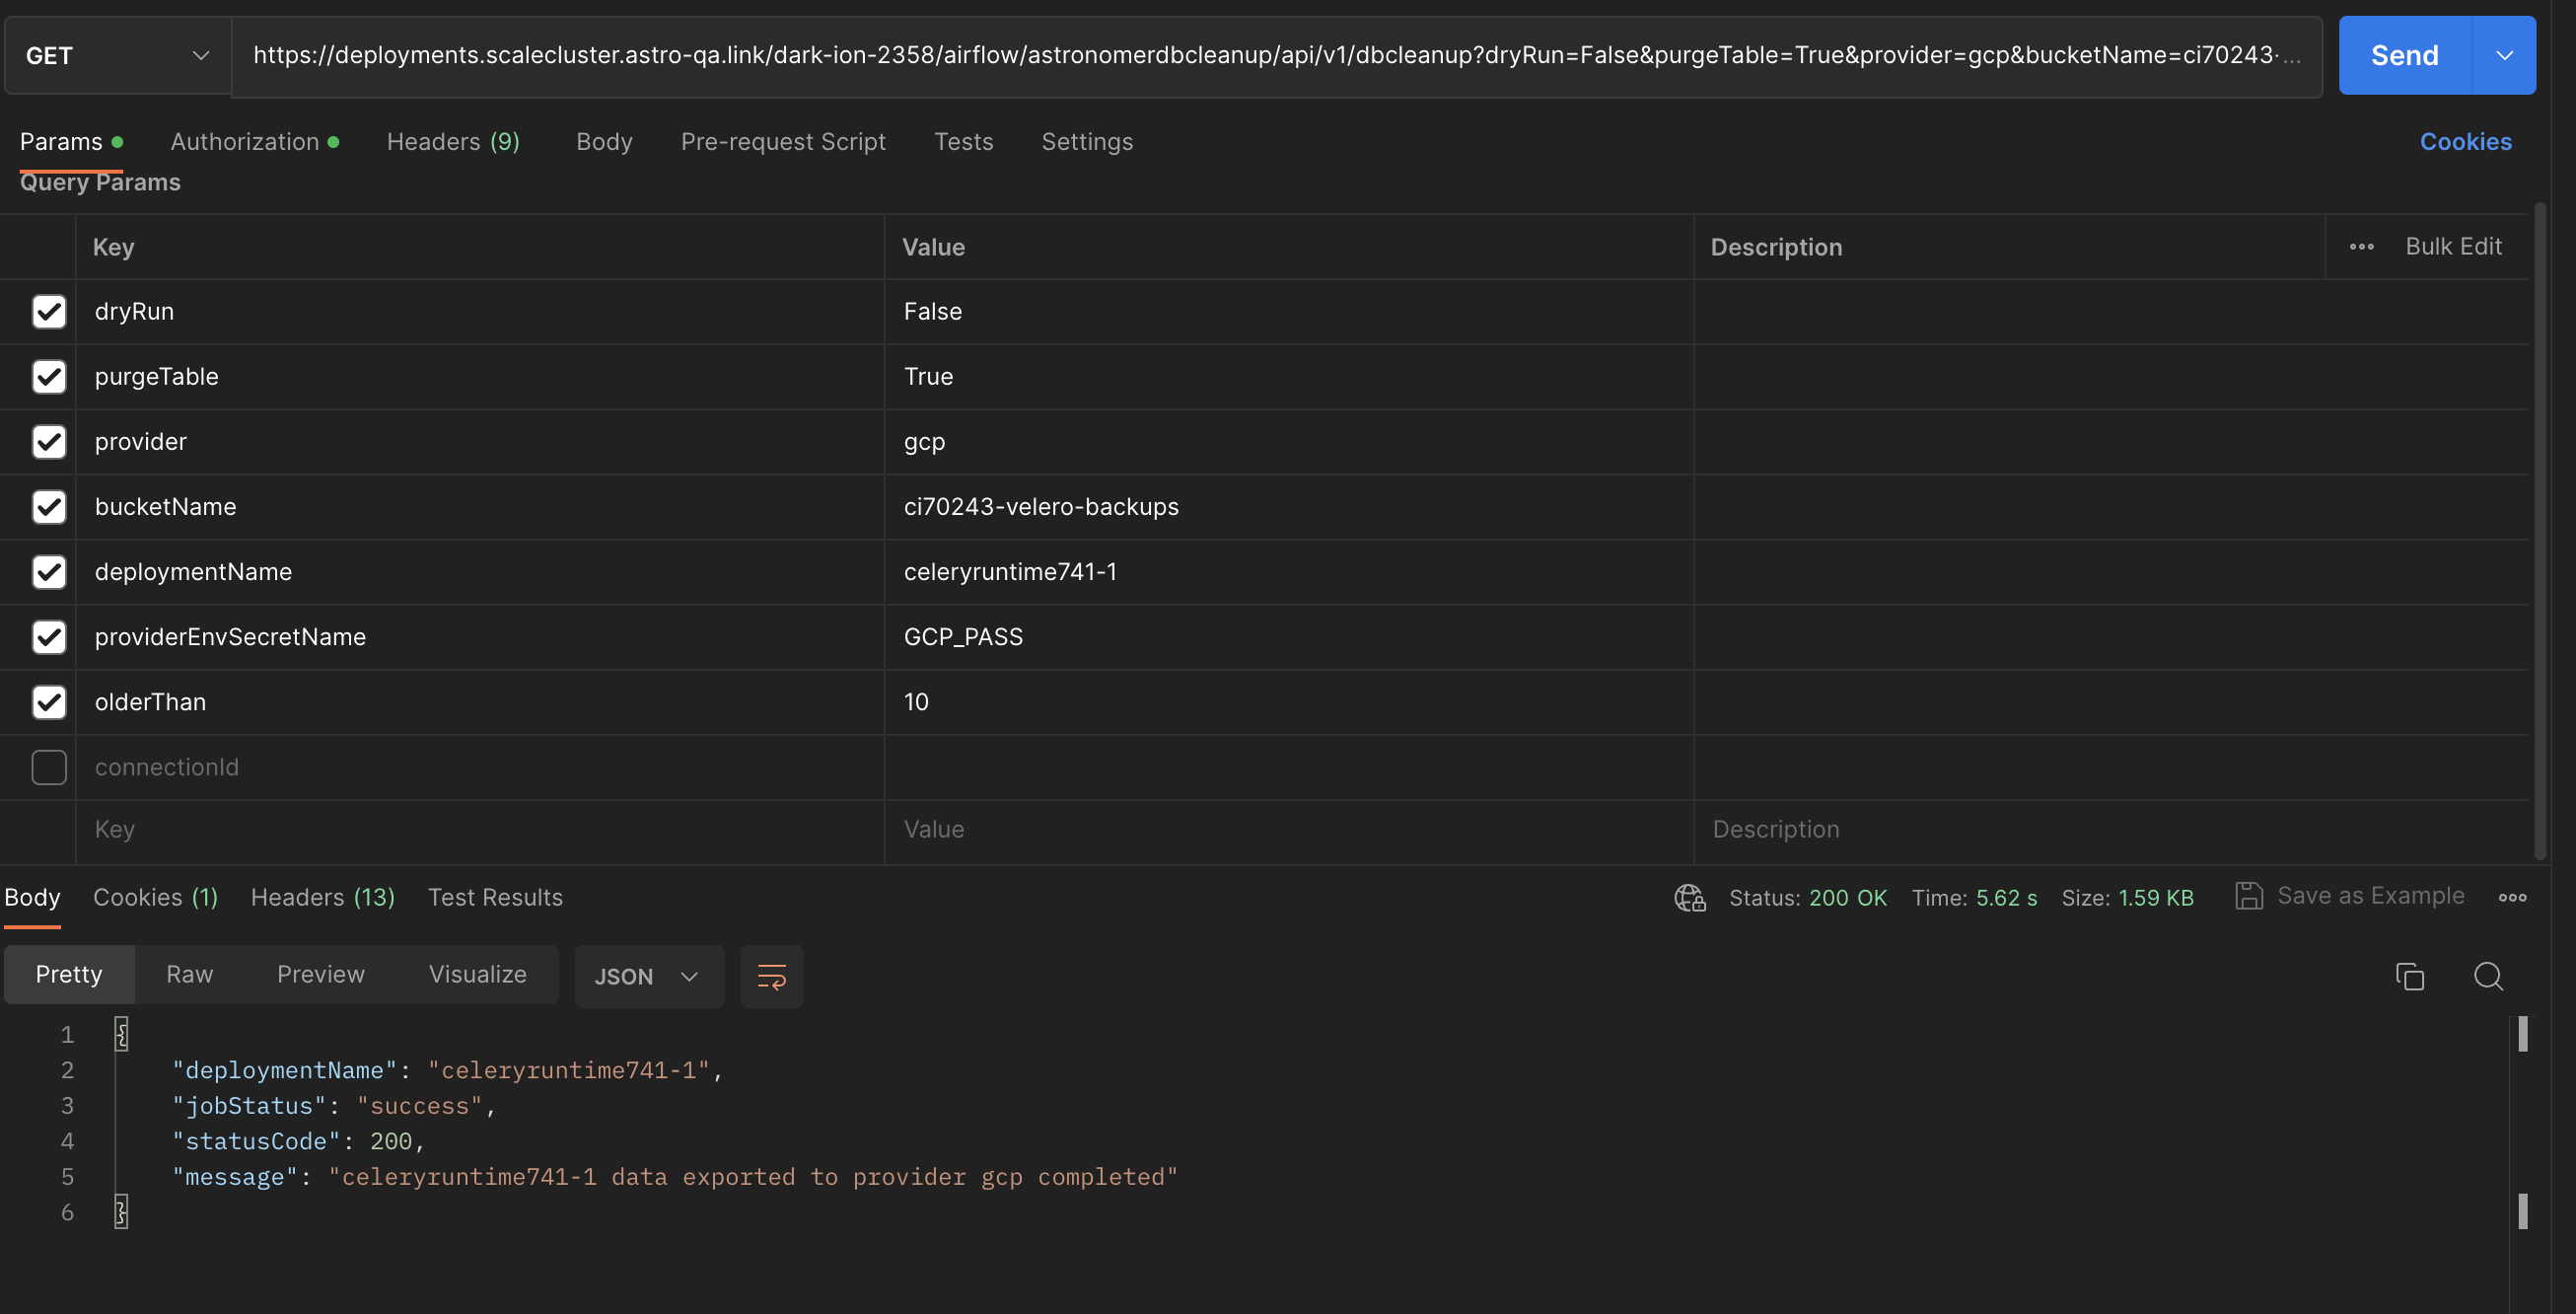 GET
https://deployments.scalecluster.astro-qa.link/dark-ion-2358/airflow/astronomerdbcleanup/api/v1/dbcleanup?dryRun=False&purgeTable=True&provider=gcp&bucketName=ci70243-...
Send
Params Authorization Headers (9) Body Pre-request Script Tests Settings Cookies
Query Params
Key Value Description ooo Bulk Edit
dryRun False
purgeTable True
provider gcp
bucketName ci70243-velero-backups
deploymentName celeryruntime741-1
providerEnvSecretName GCP_PASS
olderThan 10
connectionId
Key Value Description
Body Cookies (1) Headers (13) Test Results Status: 200 OK Time: 5.62 s Size: 1.59 KB Save as Example ooo
Pretty Raw Preview Visualize JSON
1 {
2 "deploymentName": "celeryruntime741-1",
3 "jobStatus": "success",
4 "statusCode": 200,
5 "message": "celeryruntime741-1 data exported to provider gcp completed"
6 }